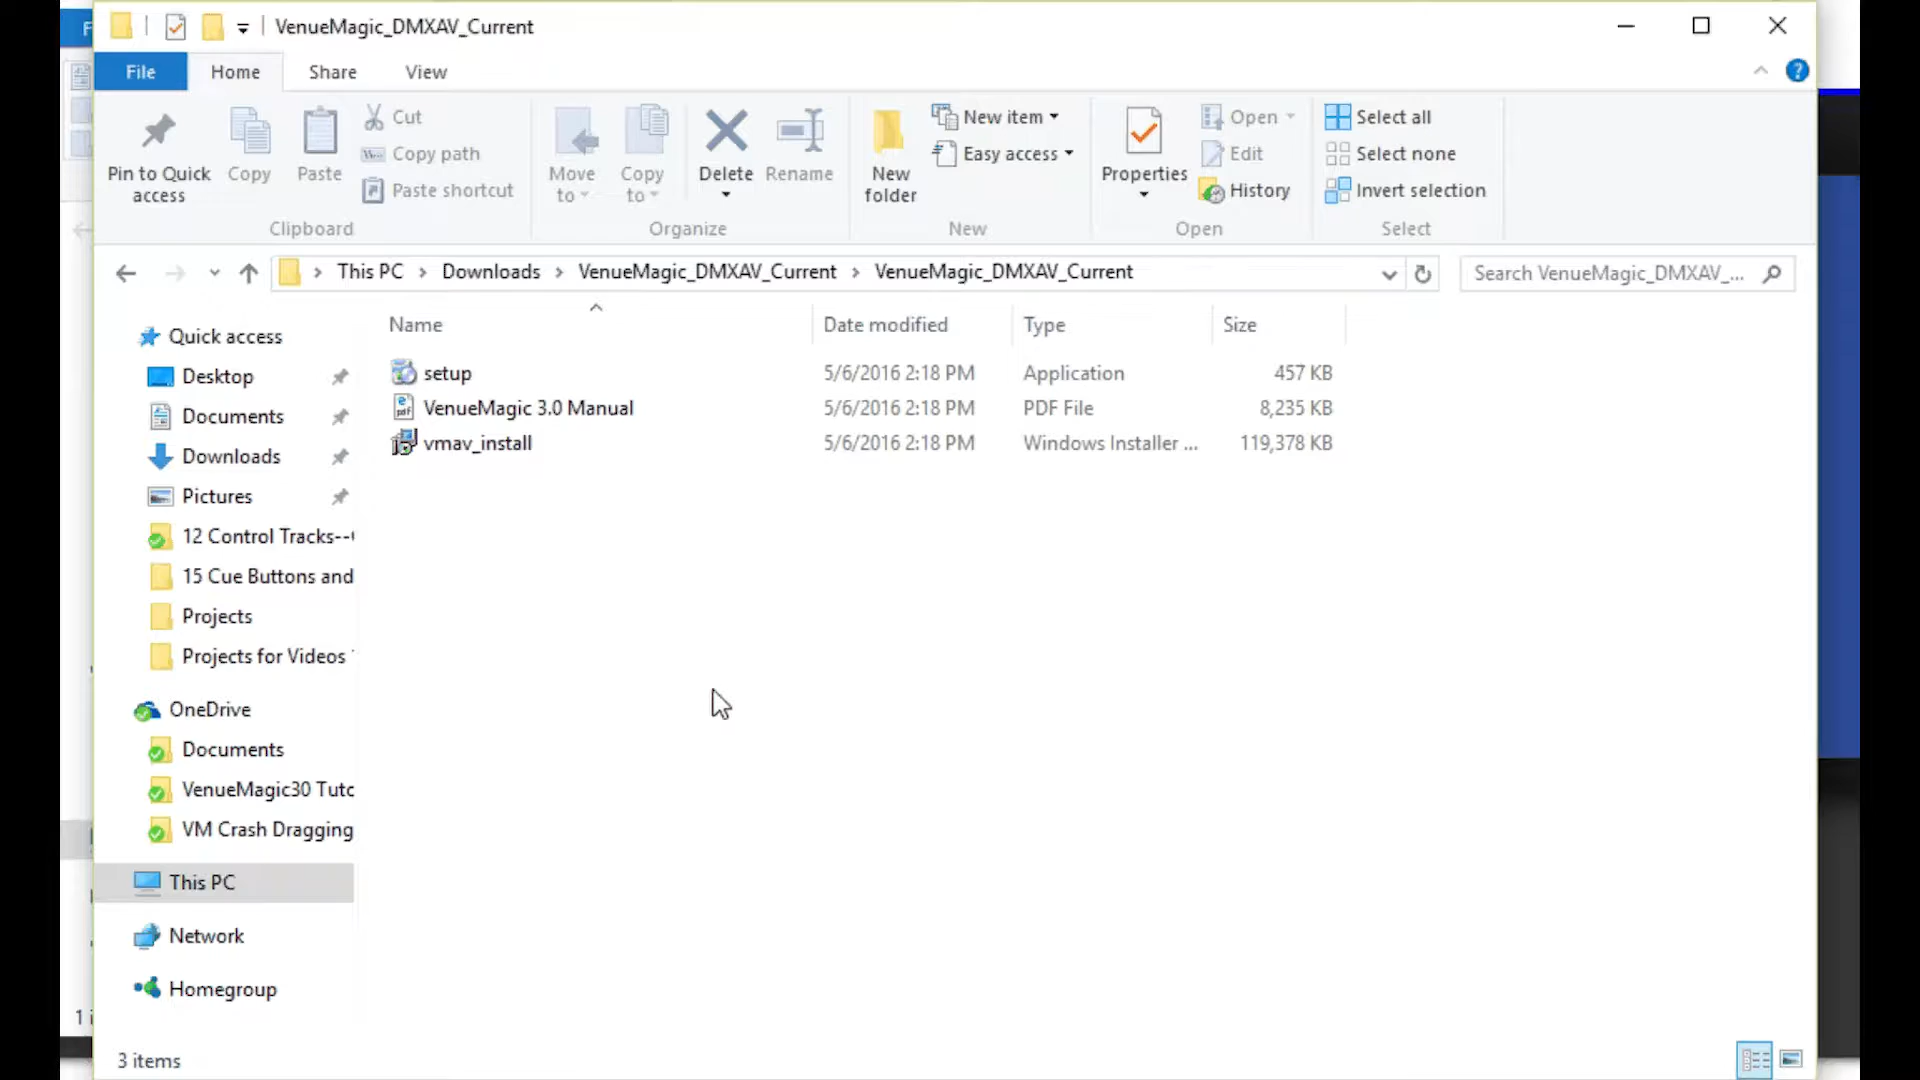 VenueMagic_DMXAV_Current
File Home Share View
Pin to Quick access
Copy
Paste
Cut
Copy path
Paste shortcut
Clipboard
Move to
Copy to
Delete
Rename
Organize
New folder
New item
Easy access
New
Properties
Open
Edit
History
Open
Select all
Select none
Invert selection
Select
This PC > Downloads > VenueMagic_DMXAV_Current > VenueMagic_DMXAV_Current
Search VenueMagic_DMXAV_...
Name Date modified Type Size
setup 5/6/2016 2:18 PM Application 457 KB
VenueMagic 3.0 Manual 5/6/2016 2:18 PM PDF File 8,235 KB
vmav_install 5/6/2016 2:18 PM Windows Installer ... 119,378 KB
Quick access
Desktop
Documents
Downloads
Pictures
12 Control Tracks--
15 Cue Buttons and
Projects
Projects for Videos
OneDrive
Documents
VenueMagic30 Tuto
VM Crash Dragging
This PC
Network
Homegroup
3 items